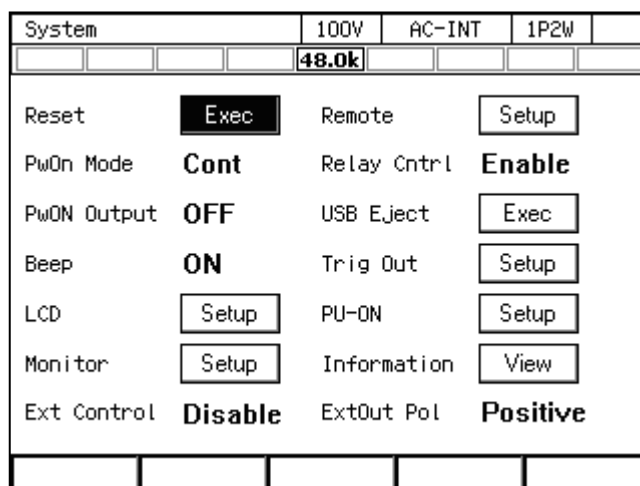 System 100V AC-INT 1P2W
48.0k
Reset Exec Remote Setup
PwOn Mode Cont Relay Cntrl Enable
PwON Output OFF USB Eject Exec
Beep ON Trig Out Setup
LCD Setup PU-ON Setup
Monitor Setup Information View
Ext Control Disable ExtOut Pol Positive